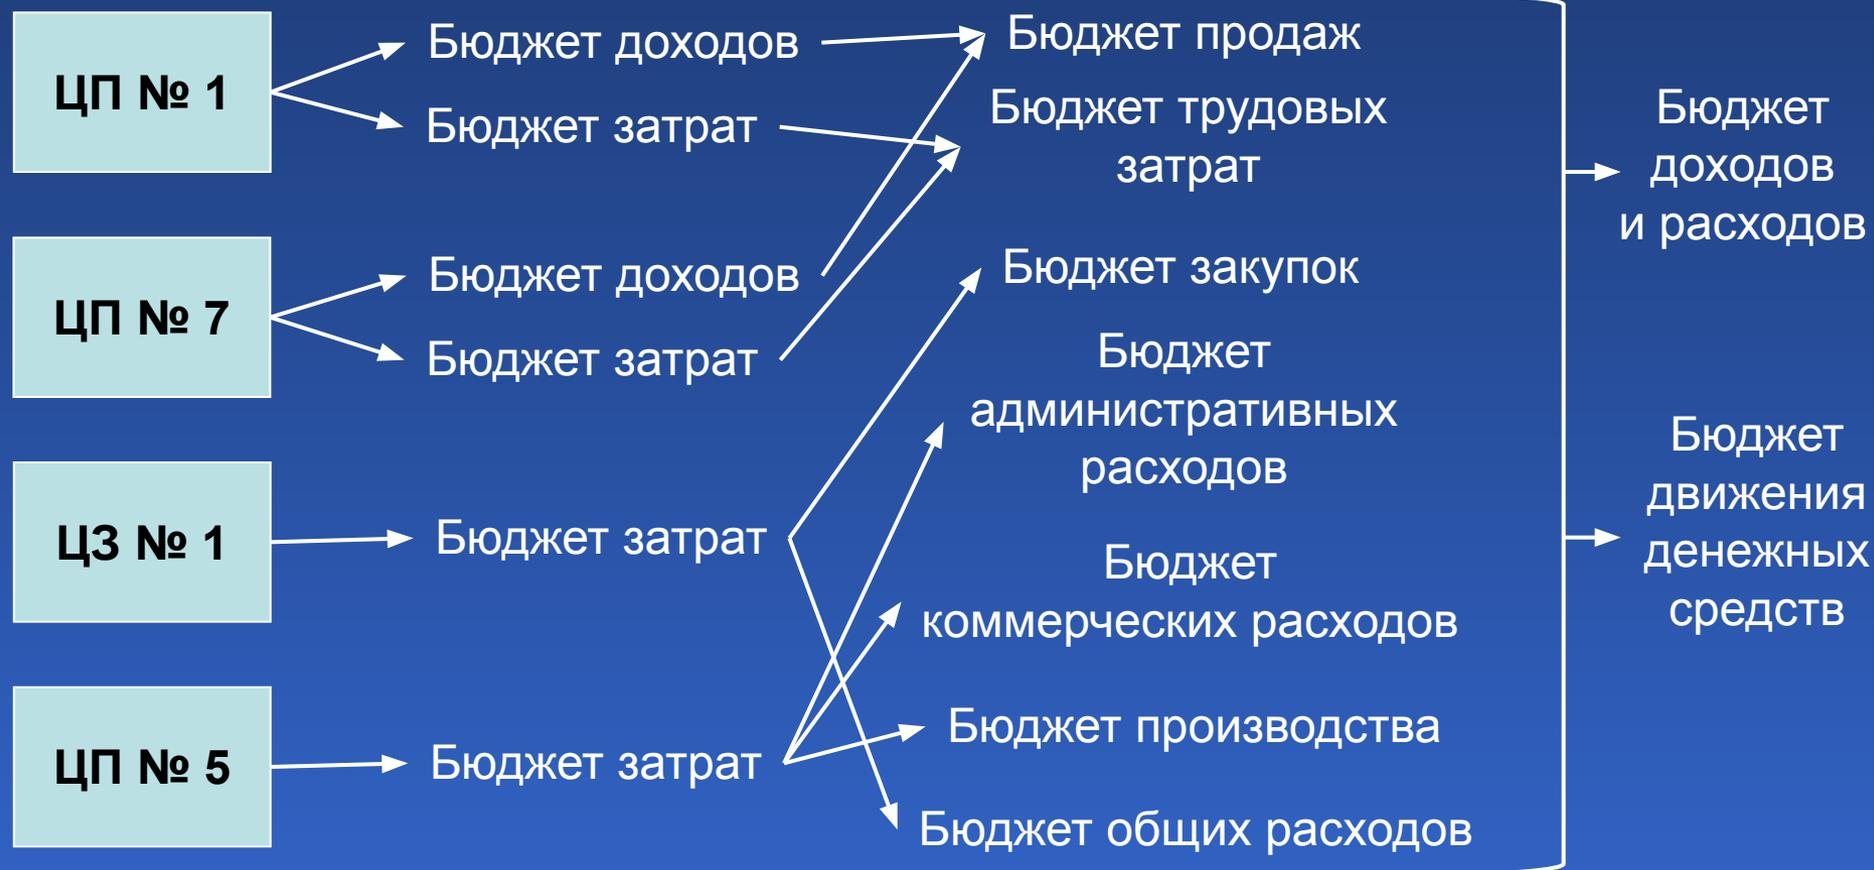 ЦП № 1
Бюджет доходов
Бюджет затрат
ЦП № 7
Бюджет доходов
Бюджет затрат
ЦЗ № 1
Бюджет затрат
ЦП № 5
Бюджет затрат
Бюджет продаж
Бюджет трудовых
затрат
Бюджет закупок
Бюджет
административных
расходов
Бюджет
коммерческих расходов
Бюджет производства
Бюджет общих расходов
Бюджет
доходов
и расходов
Бюджет
движения
денежных
средств